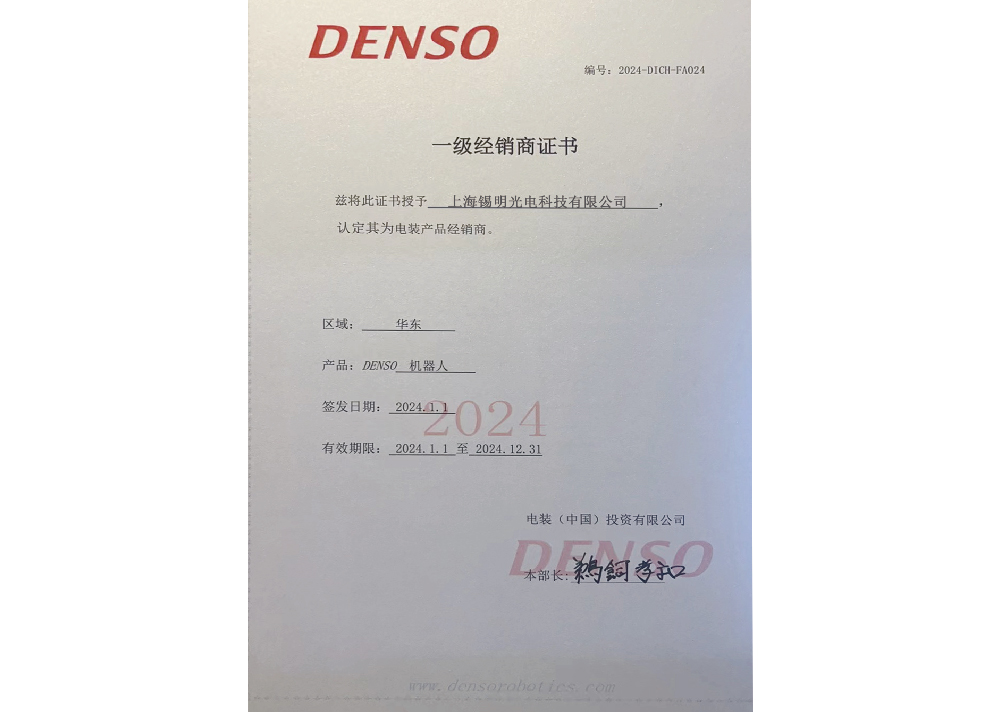 DENSO
编号：2024-DICH-FA024
一级经销商证书
兹将此证书授予 上海锡明光电科技有限公司 ，
认定其为电装产品经销商。
区域： 华东
产品：DENSO 机器人
签发日期： 2024.1.1
2024
有效期限： 2024.1.1 至 2024.12.31
电装（中国）投资有限公司
DENSO
本部长:鵜飼孝和
www.densorobotics.com